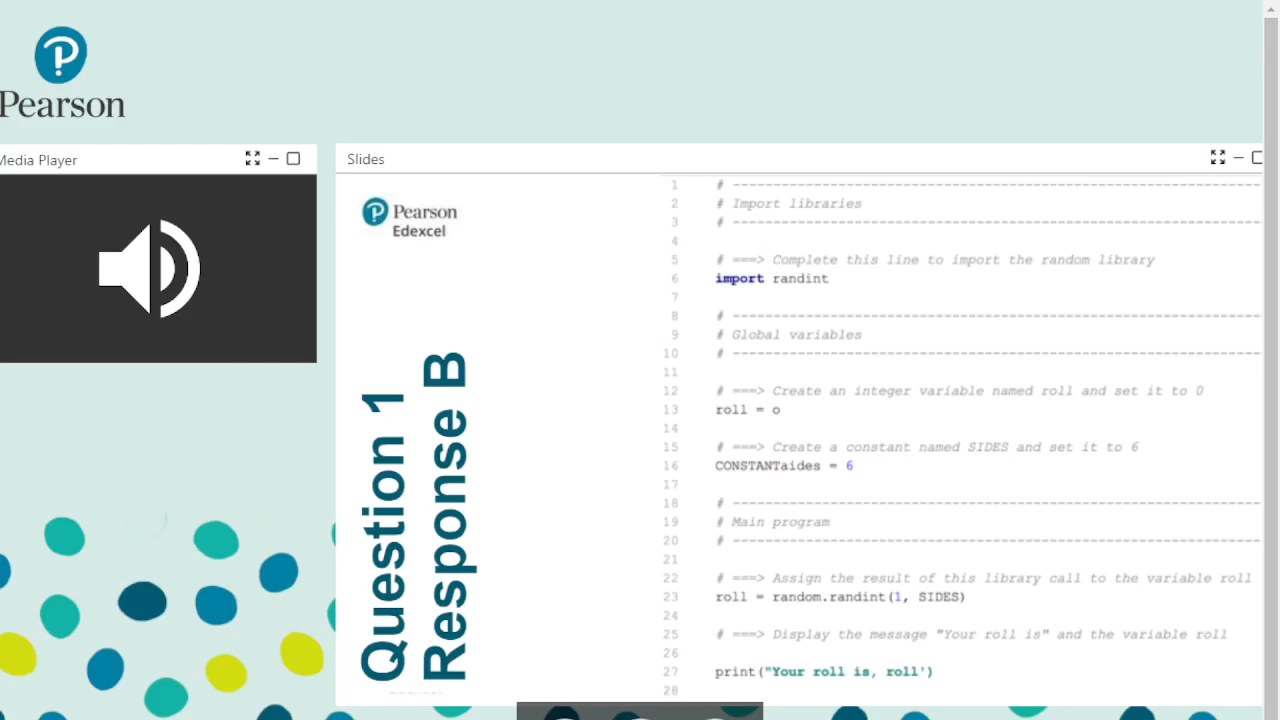 Pearson
Media Player
Slides
Pearson
Edexcel
Question 1
Response B
1 # ------------------------------------------------------------------
2 # Import libraries
3 # ------------------------------------------------------------------
4
5 # ===> Complete this line to import the random library
6 import randint
7
8 # ------------------------------------------------------------------
9 # Global variables
10 # ------------------------------------------------------------------
11
12 # ===> Create an integer variable named roll and set it to 0
13 roll = o
14
15 # ===> Create a constant named SIDES and set it to 6
16 CONSTANTaides = 6
17
18 # ------------------------------------------------------------------
19 # Main program
20 # ------------------------------------------------------------------
21
22 # ===> Assign the result of this library call to the variable roll
23 roll = random.randint(1, SIDES)
24
25 # ===> Display the message "Your roll is" and the variable roll
26
27 print("Your roll is, roll')
28